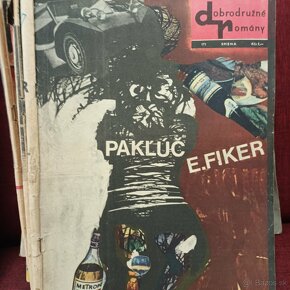 dobrodružné
romány
SMENA
PAKĽÚČ
E.FIKER
METROPOL